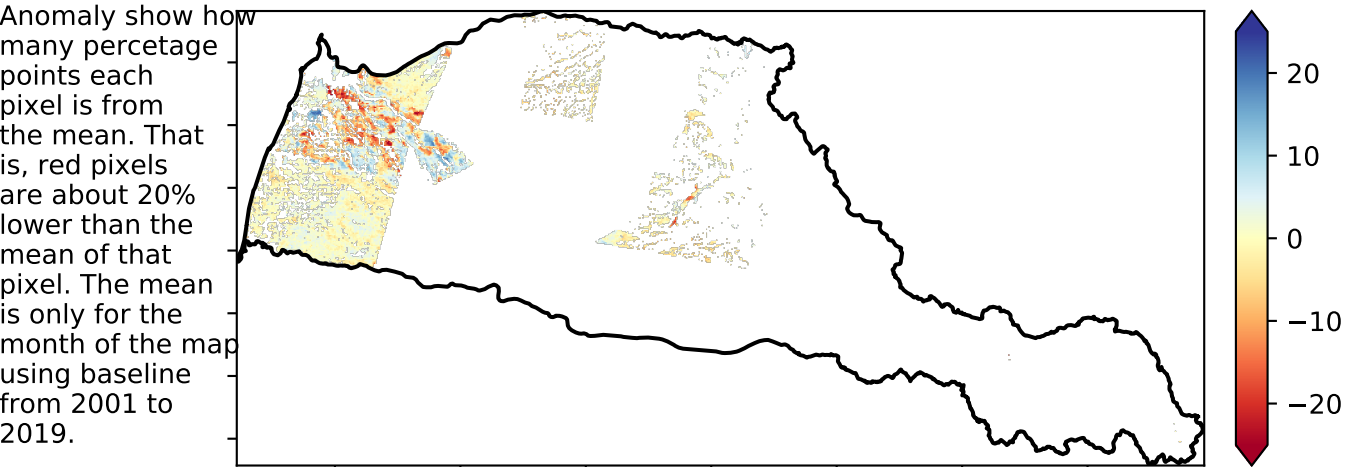 Anomaly show how
many percetage
points each
pixel is from
the mean. That
is, red pixels
are about 20%
lower than the
mean of that
pixel. The mean
is only for the
month of the map
using baseline
from 2001 to
2019.
20
10
0
−10
−20